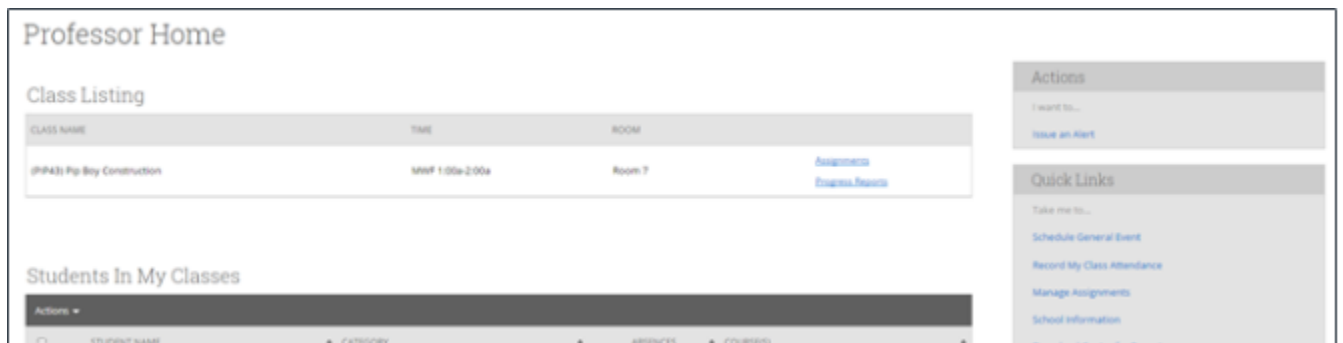 Professor Home
Class Listing
CLASS NAME TIME ROOM
(PIP43) Pip Boy Construction MWF 1:00a-2:00a Room 7 Assignments
Progress Reports
Students In My Classes
Actions
STUDENT NAME CATEGORY ABSENCES COURSE(S)
Actions
I want to...
Issue an Alert
Quick Links
Take me to...
Schedule General Event
Record My Class Attendance
Manage Assignments
School Information